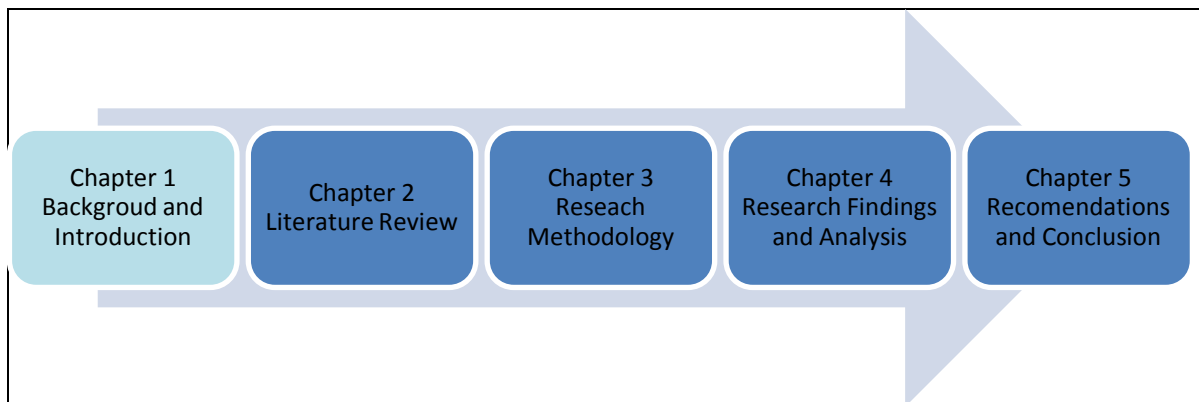 Chapter 1
Backgroud and
Introduction
Chapter 2
Literature Review
Chapter 3
Reseach
Methodology
Chapter 4
Research Findings
and Analysis
Chapter 5
Recomendations
and Conclusion